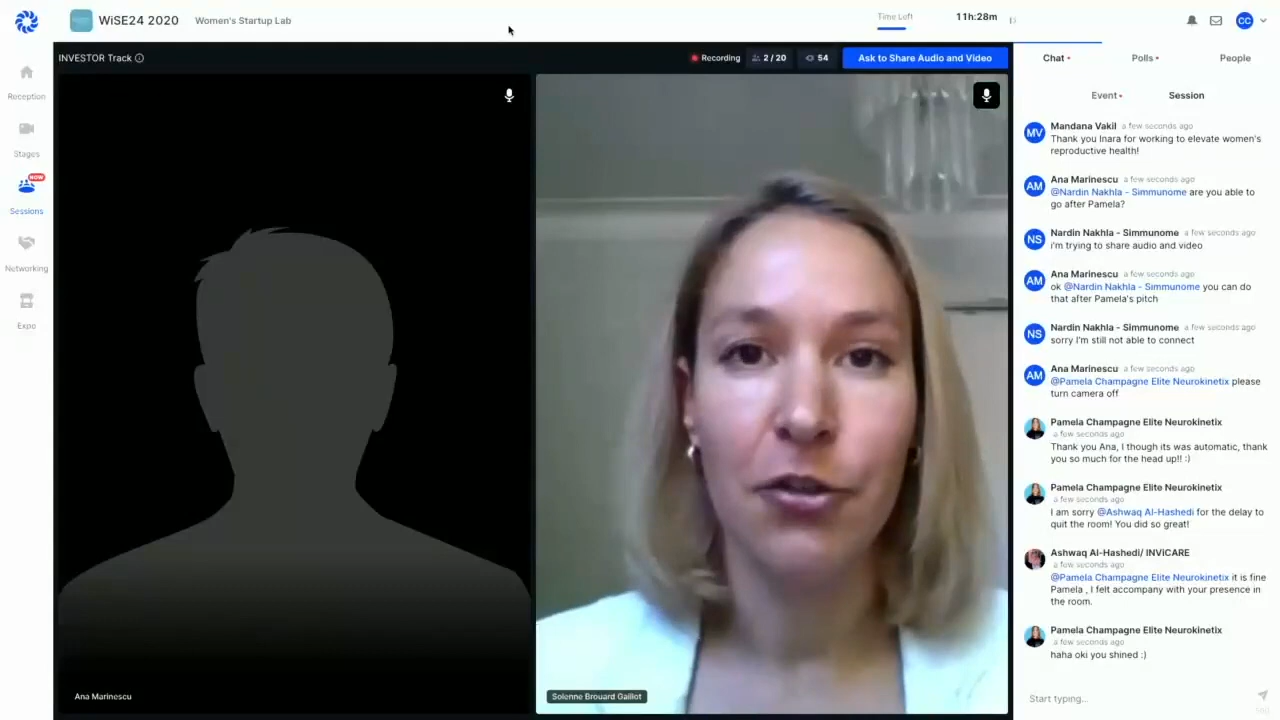 WiSE24 2020 Women's Startup Lab
Time Left 11h:28m
CC
Reception
Stages
NOW
Sessions
Networking
Expo
INVESTOR Track
Recording 2 / 20 54 Ask to Share Audio and Video
Ana Marinescu
Solenne Brouard Gaillot
Chat Polls People
Event Session
MV Mandana Vakil a few seconds ago
Thank you Inara for working to elevate women's
reproductive health!
AM Ana Marinescu a few seconds ago
@Nardin Nakhla - Simmunome are you able to
go after Pamela?
NS Nardin Nakhla - Simmunome a few seconds ago
i'm trying to share audio and video
AM Ana Marinescu a few seconds ago
ok @Nardin Nakhla - Simmunome you can do
that after Pamela's pitch
NS Nardin Nakhla - Simmunome a few seconds ago
sorry I'm still not able to connect
AM Ana Marinescu a few seconds ago
@Pamela Champagne Elite Neurokinetix please
turn camera off
Pamela Champagne Elite Neurokinetix
a few seconds ago
Thank you Ana, I though its was automatic, thank
you so much for the head up!! :)
Pamela Champagne Elite Neurokinetix
a few seconds ago
I am sorry @Ashwaq Al-Hashedi for the delay to
quit the room! You did so great!
Ashwaq Al-Hashedi/ INViCARE
a few seconds ago
@Pamela Champagne Elite Neurokinetix it is fine
Pamela , I felt accompany with your presence in
the room.
Pamela Champagne Elite Neurokinetix
a few seconds ago
haha oki you shined :)
Start typing...